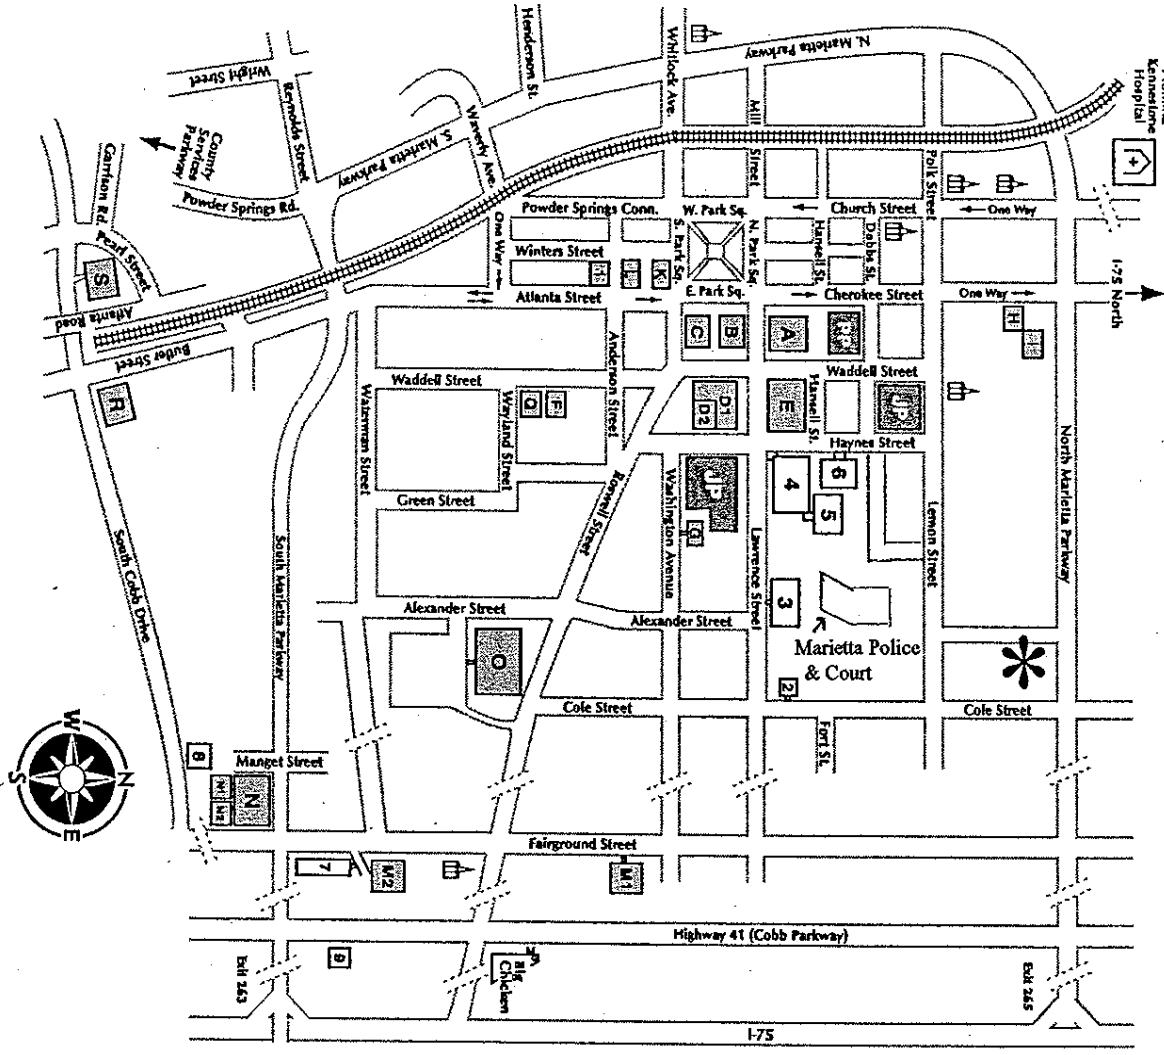 Kennestone
Hospital
N. Marietta Parkway
Whitlock Ave.
Henderson St.
Wright Street
Reynolds Street
Waverly Ave.
S. Marietta Parkway
Mill Street
Polk Street
County
Services
Parkway
Garrison Rd.
Powder Springs Rd.
Pearl Street
Powder Springs Conn.
W. Park Sq.
Church Street
One Way
One Way
S. Park Sq.
N. Park Sq.
Hansell St.
Dobbs St.
Winters Street
K
Atlanta Street
E. Park Sq.
Cherokee Street
One Way
I-75 North
S
Atlanta Road
Butler Street
C
B
A
H
Anderson Street
Waddell Street
Waddell Street
R
Waterman Street
Wayland Street
Q
F
D2
D1
E
Hansell St.
UP
Haynes Street
Green Street
Roswell Street
Washington Avenue
UP
G
Lawrence Street
4
6
5
Lemon Street
North Marietta Parkway
South Cobb Drive
South Marietta Parkway
Alexander Street
Alexander Street
3
O
Marietta Police
& Court
2
Cole Street
Cole Street
Fort St.
W
N
S
E
8
Manget Street
N
Fairground Street
7
M2
M1
Highway 41 (Cobb Parkway)
9
Big
Chicken
Exit 263
Exit 265
I-75